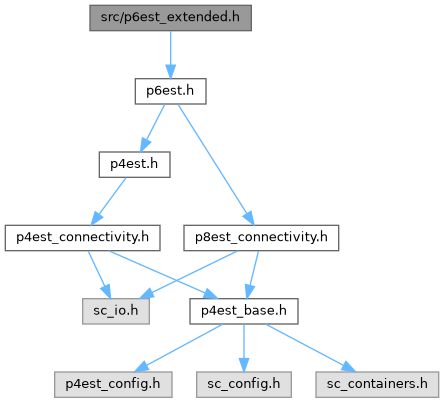 src/p6est_extended.h
p6est.h
p4est.h
p4est_connectivity.h
p8est_connectivity.h
sc_io.h
p4est_base.h
p4est_config.h
sc_config.h
sc_containers.h